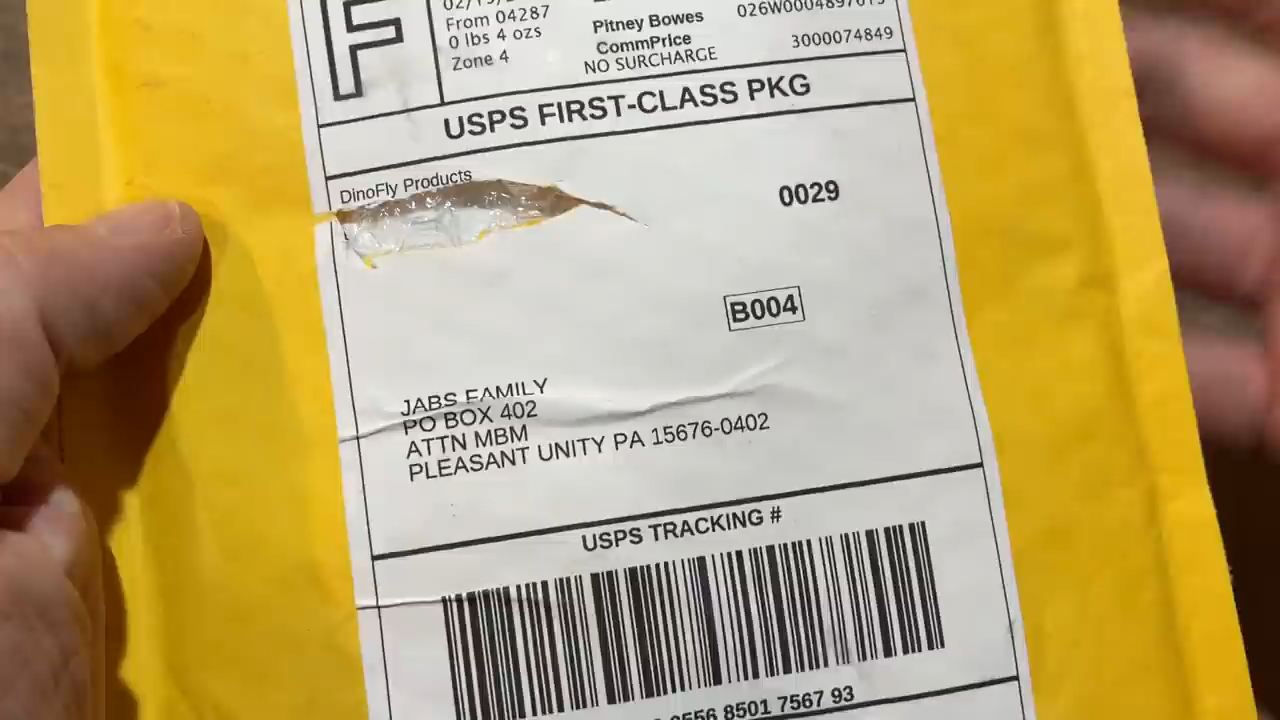 F
From 04287
0 lbs 4 ozs
Zone 4
Pitney Bowes
CommPrice
NO SURCHARGE
3000074849
USPS FIRST-CLASS PKG
DinoFly Products
0029
B004
JABS FAMILY
PO BOX 402
ATTN MBM
PLEASANT UNITY PA 15676-0402
USPS TRACKING #
8501 7567 93